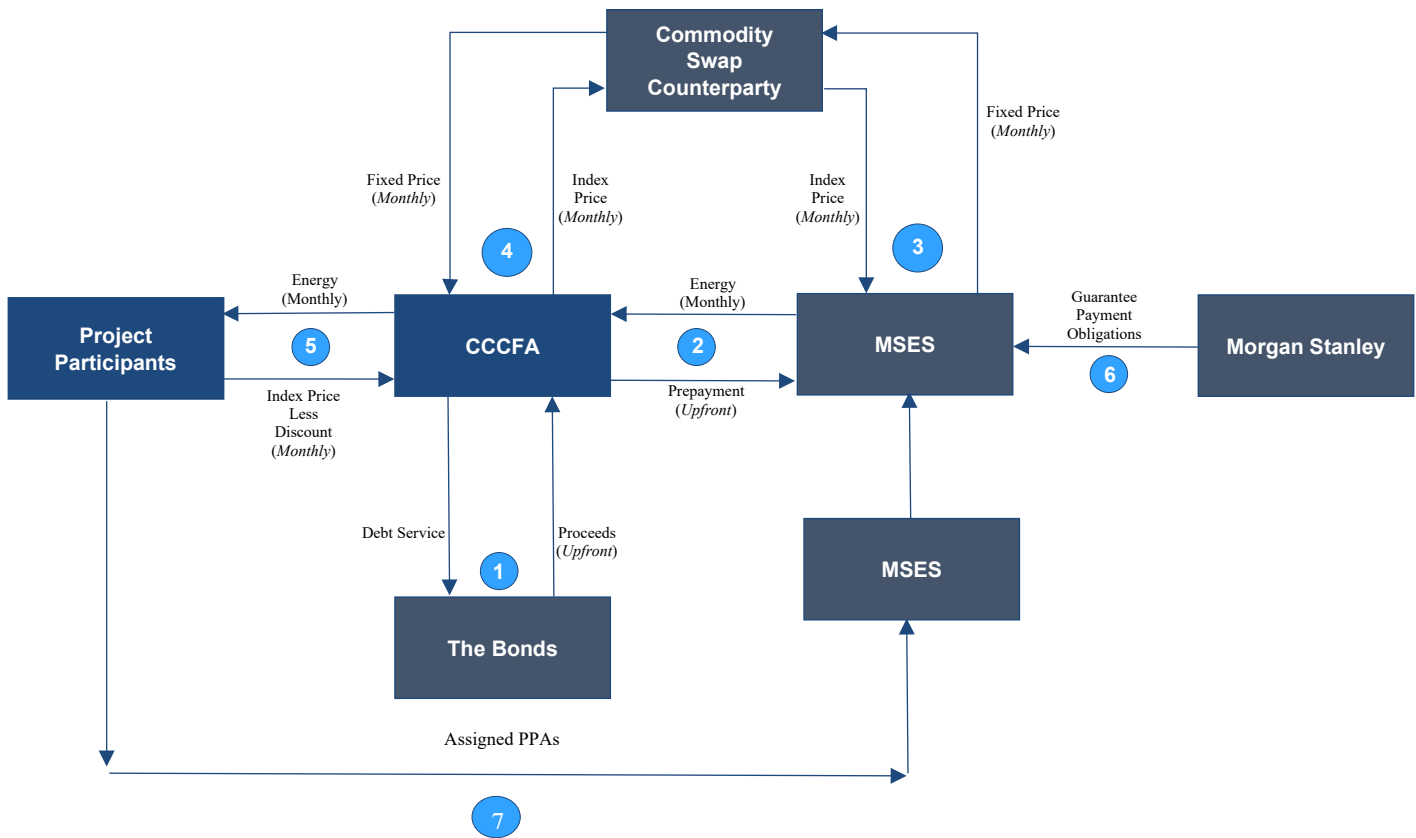 Commodity
Swap
Counterparty
Fixed Price
(Monthly)
Index
Price
(Monthly)
Index
Price
(Monthly)
Fixed Price
(Monthly)
4
3
Energy
(Monthly)
Energy
(Monthly)
Guarantee
Payment
Obligations
Project
Participants
5
CCCFA
2
MSES
6
Morgan Stanley
Index Price
Less
Discount
(Monthly)
Prepayment
(Upfront)
Debt Service
Proceeds
(Upfront)
1
MSES
The Bonds
Assigned PPAs
7